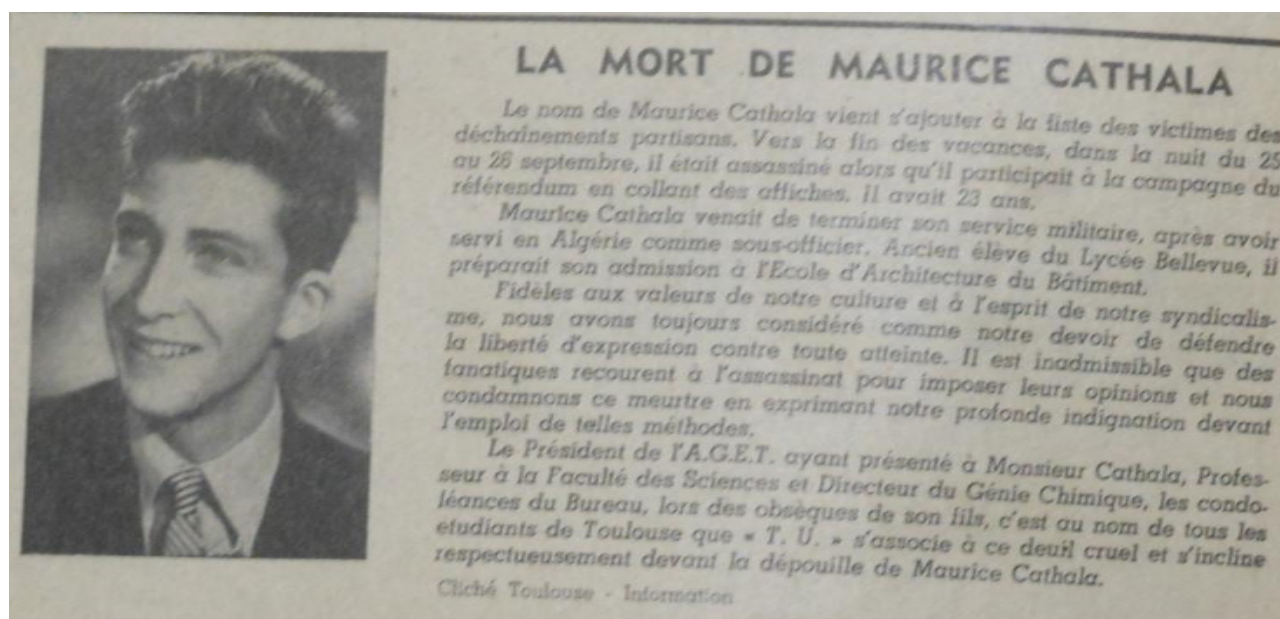 LA MORT DE MAURICE CATHALA
Le nom de Maurice Cathala vient s'ajouter à la liste des victimes des
déchaînements partisans. Vers la fin des vacances, dans la nuit du 25
au 26 septembre, il était assassiné alors qu'il participait à la campagne du
référendum en collant des affiches. Il avait 23 ans.
Maurice Cathala venait de terminer son service militaire, après avoir
servi en Algérie comme sous-officier. Ancien élève du Lycée Bellevue, il
préparait son admission à l'Ecole d'Architecture du Bâtiment.
Fidèles aux valeurs de notre culture et à l'esprit de notre syndicalis-
me, nous avons toujours considéré comme notre devoir de défendre
la liberté d'expression contre toute atteinte. Il est inadmissible que des
fanatiques recourent à l'assassinat pour imposer leurs opinions et nous
condamnons ce meurtre en exprimant notre profonde indignation devant
l'emploi de telles méthodes.
Le Président de l'A.G.E.T. ayant présenté à Monsieur Cathala, Profes-
seur à la Faculté des Sciences et Directeur du Génie Chimique, les condo-
léances du Bureau, lors des obsèques de son fils, c'est au nom de tous les
etudiants de Toulouse que « T. U. » s'associe à ce deuil cruel et s'incline
respectueusement devant la dépouille de Maurice Cathala.
Cliché Toulouse - Information